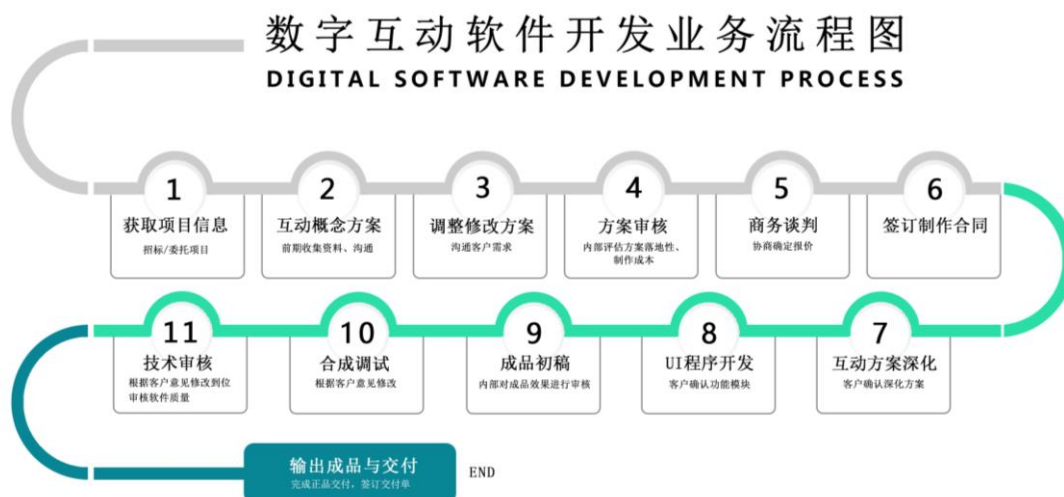 数字互动软件开发业务流程图
DIGITAL SOFTWARE DEVELOPMENT PROCESS
1
获取项目信息
招标/委托项目
2
互动概念方案
前期收集资料、沟通
3
调整修改方案
沟通客户需求
4
方案审核
内部评估方案落地性、
制作成本
5
商务谈判
协商确定报价
6
签订制作合同
7
互动方案深化
客户确认深化方案
8
UI程序开发
客户确认功能模块
9
成品初稿
内部对成品效果进行审核
10
合成调试
根据客户意见修改
11
技术审核
根据客户意见修改到位
审核软件质量
输出成品与交付
完成正品交付，签订交付单
END